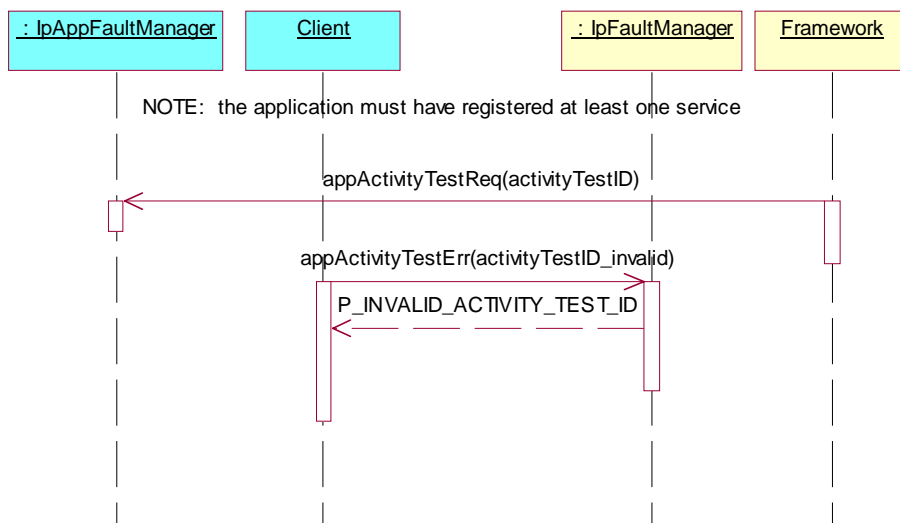 : IpAppFaultManager
Client
: IpFaultManager
Framework
NOTE: the application must have registered at least one service
appActivityTestReq(activityTestID)
appActivityTestErr(activityTestID_invalid)
P_INVALID_ACTIVITY_TEST_ID